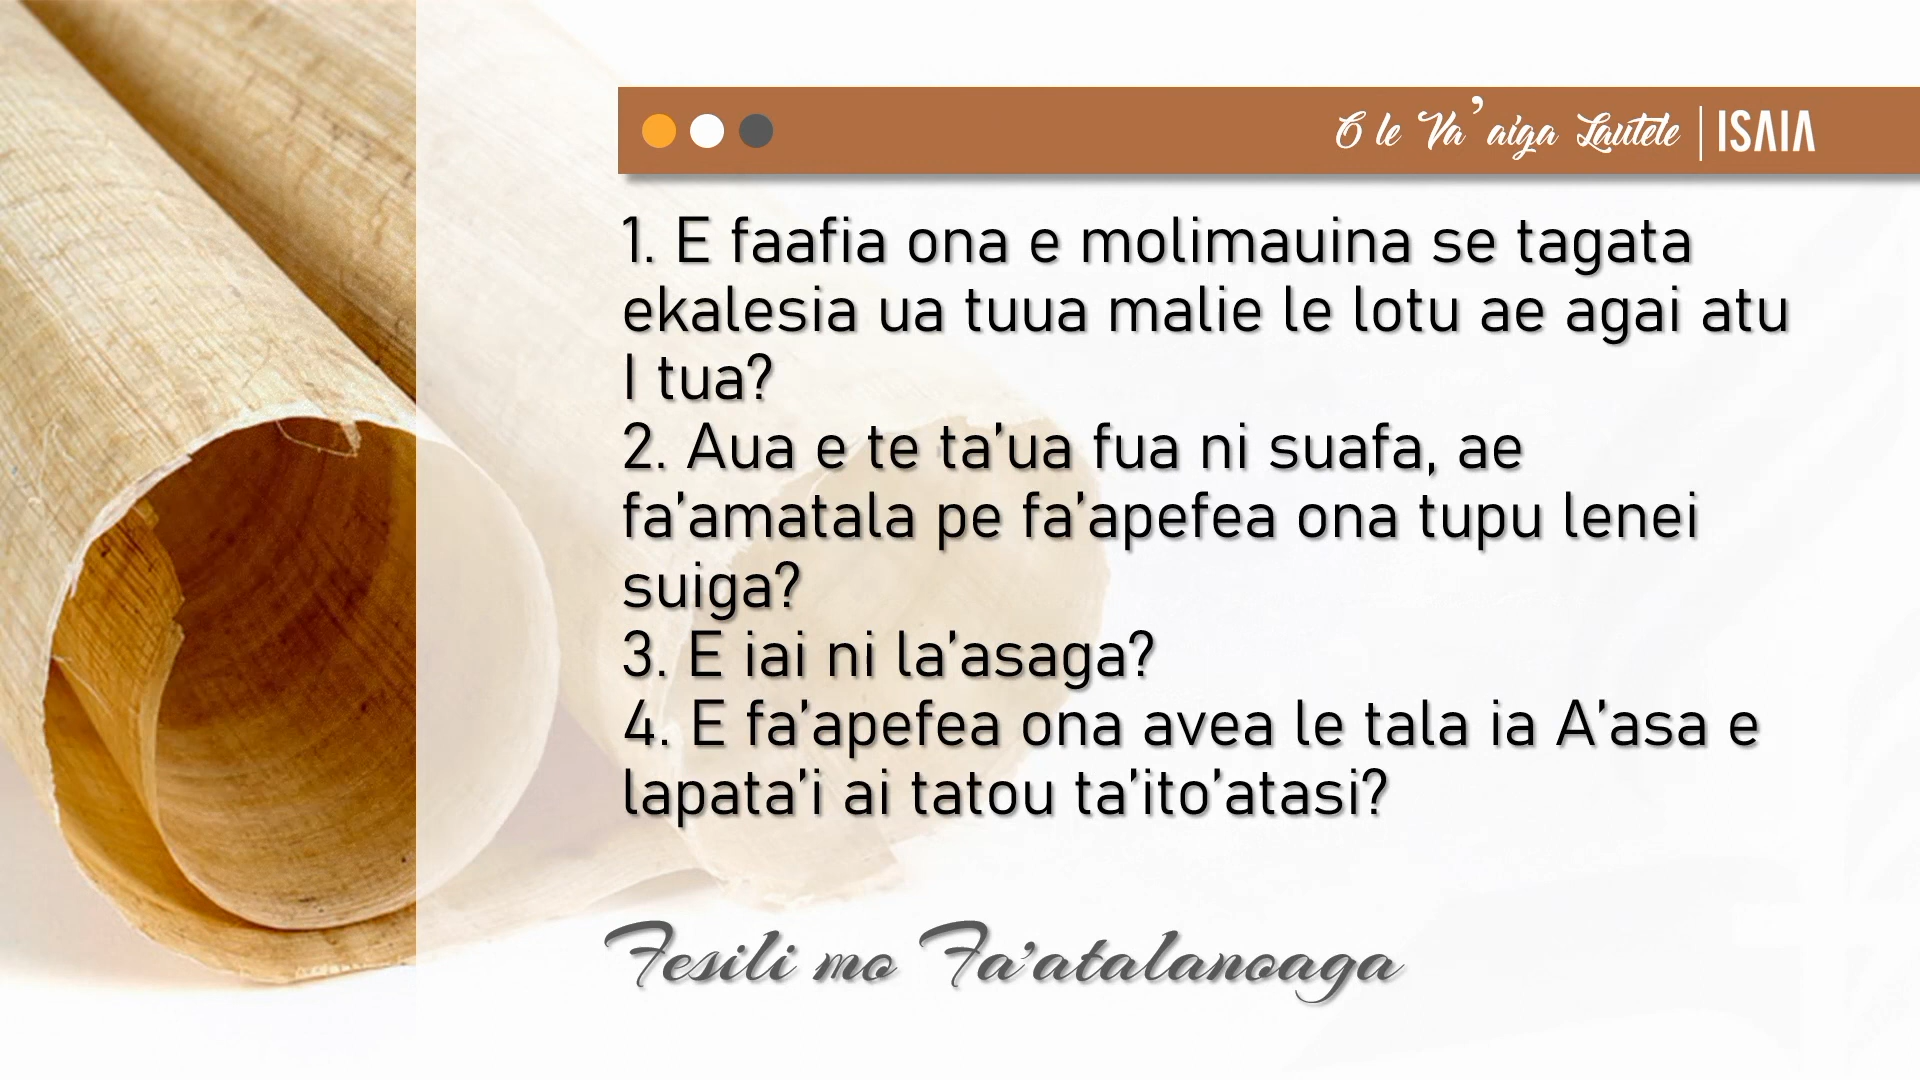 O le Va'aiga Lautele | ISAIA
1. E faafia ona e molimauina se tagata
ekalesia ua tuua malie le lotu ae agai atu
I tua?
2. Aua e te ta’ua fua ni suafa, ae
fa’amatala pe fa’apefea ona tupu lenei
suiga?
3. E iai ni la’asaga?
4. E fa’apefea ona avea le tala ia A’asa e
lapata’i ai tatou ta’ito’atasi?
Fesili mo Fa’atalanoaga